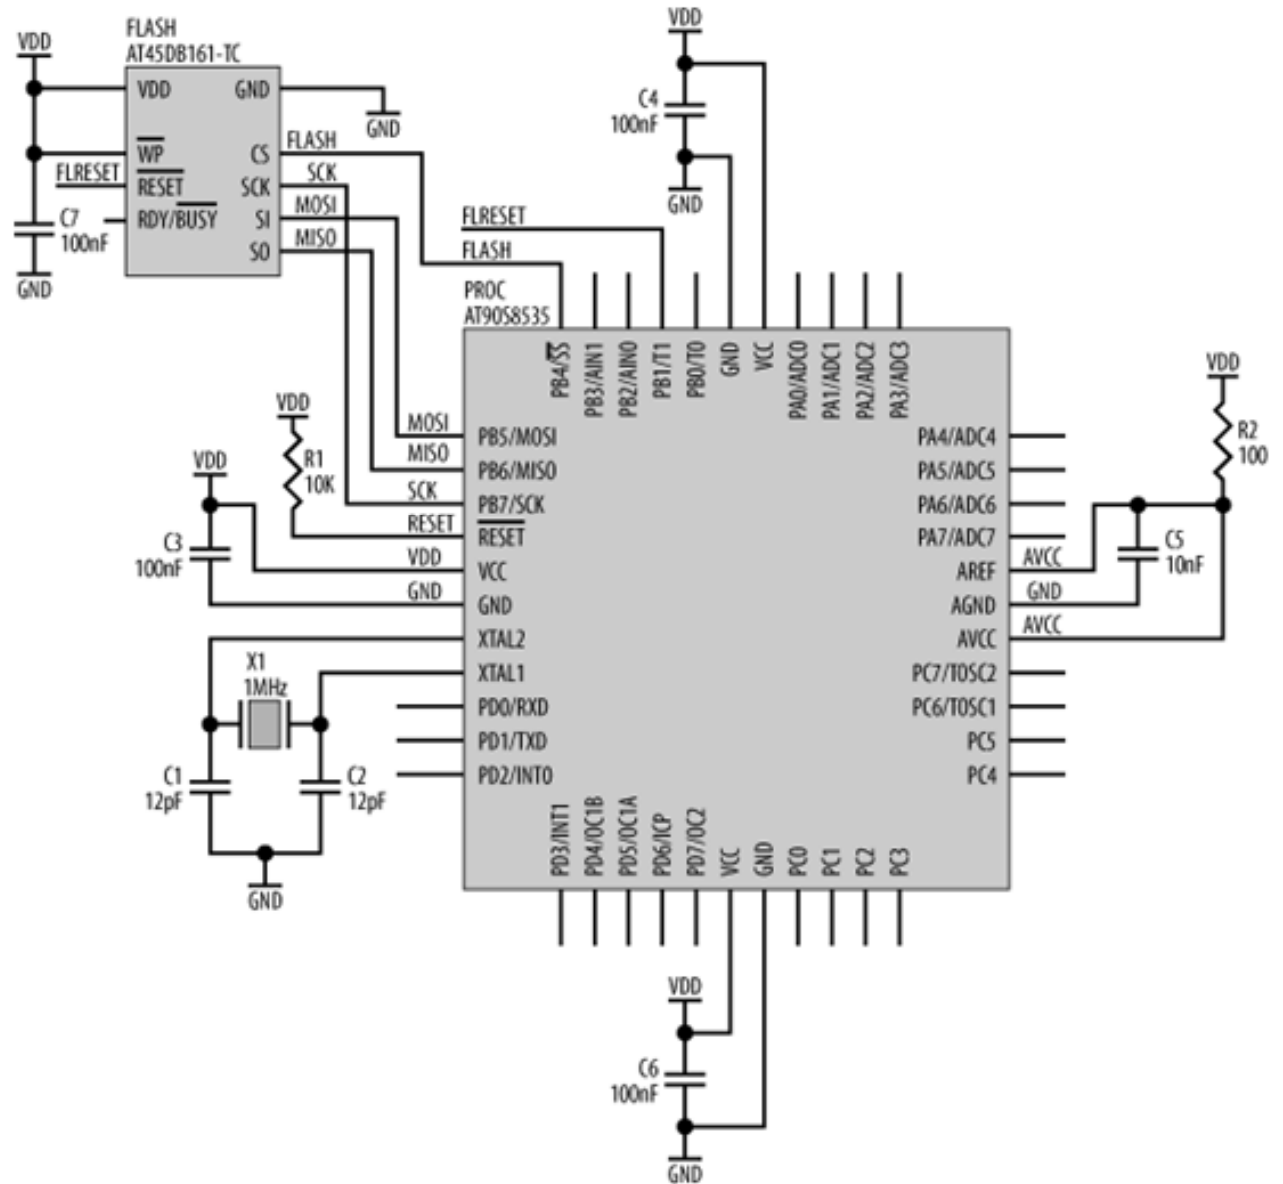 FLASH
AT45DB161-TC
VDD
VDD
GND
GND
WP
CS
FLASH
FLRESET
RESET
SCK
SCK
RDY/BUSY
SI
MOSI
SO
MISO
C7
100nF
GND
VDD
C4
100nF
GND
FLRESET
FLASH
PROC
AT90S8535
PB4/SS
PB3/AIN1
PB2/AIN0
PB1/T1
PB0/T0
GND
VCC
PA0/ADC0
PA1/ADC1
PA2/ADC2
PA3/ADC3
VDD
R1
10K
VDD
C3
100nF
MOSI
PB5/MOSI
MISO
PB6/MISO
SCK
PB7/SCK
RESET
RESET
VDD
VCC
GND
GND
XTAL2
XTAL1
PD0/RXD
PD1/TXD
PD2/INT0
X1
1MHz
C1
12pF
C2
12pF
GND
PA4/ADC4
PA5/ADC5
PA6/ADC6
PA7/ADC7
AREF
AVCC
AGND
GND
AVCC
AVCC
PC7/TOSC2
PC6/TOSC1
PC5
PC4
VDD
R2
100
C5
10nF
PD3/INT1
PD4/OC1B
PD5/OC1A
PD6/ICP
PD7/OC2
VCC
GND
PC0
PC1
PC2
PC3
VDD
C6
100nF
GND